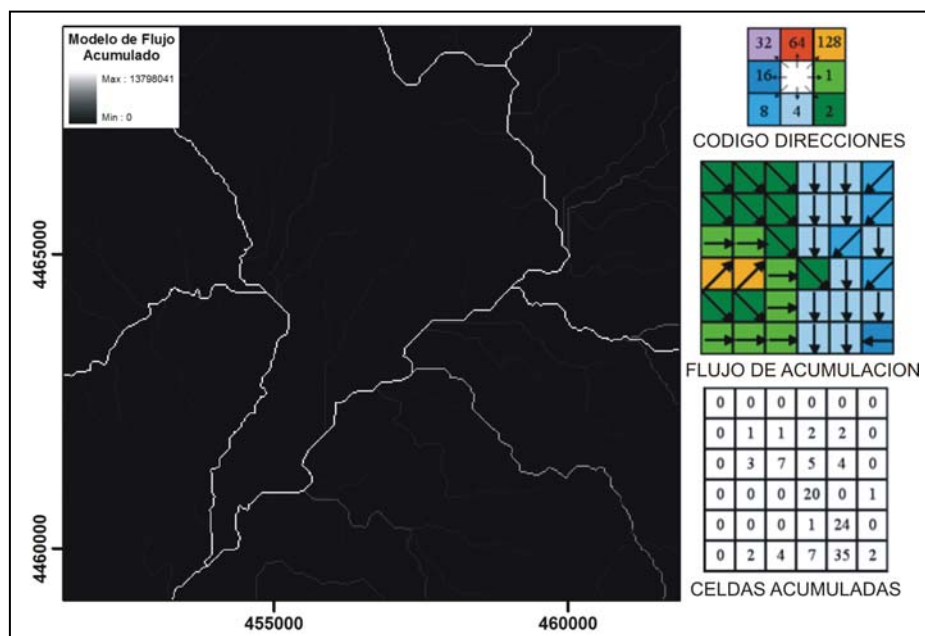 Modelo de Flujo
Acumulado
Max : 13798041
Min : 0
4465000
4460000
455000
460000
32 64 128
16 1
8 4 2
CODIGO DIRECCIONES
FLUJO DE ACUMULACION
0 0 0 0 0 0
0 1 1 2 2 0
0 3 7 5 4 0
0 0 0 20 0 1
0 0 0 1 24 0
0 2 4 7 35 2
CELDAS ACUMULADAS